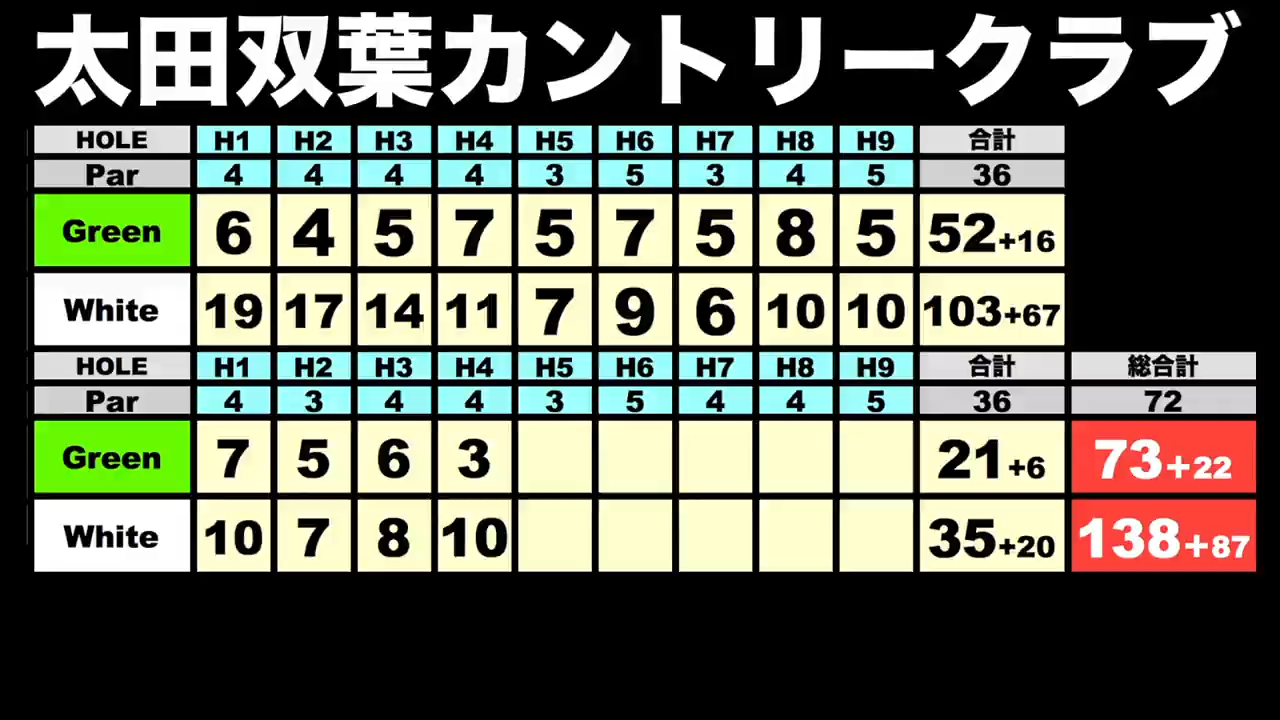 太田双葉カントリークラブ
HOLE H1 H2 H3 H4 H5 H6 H7 H8 H9 合計
Par 4 4 4 4 3 5 3 4 5 36
Green 6 4 5 7 5 7 5 8 5 52+16
White 19 17 14 11 7 9 6 10 10 103+67
HOLE H1 H2 H3 H4 H5 H6 H7 H8 H9 合計 総合計
Par 4 3 4 4 3 5 4 4 5 36 72
Green 7 5 6 3 21+6 73+22
White 10 7 8 10 35+20 138+87